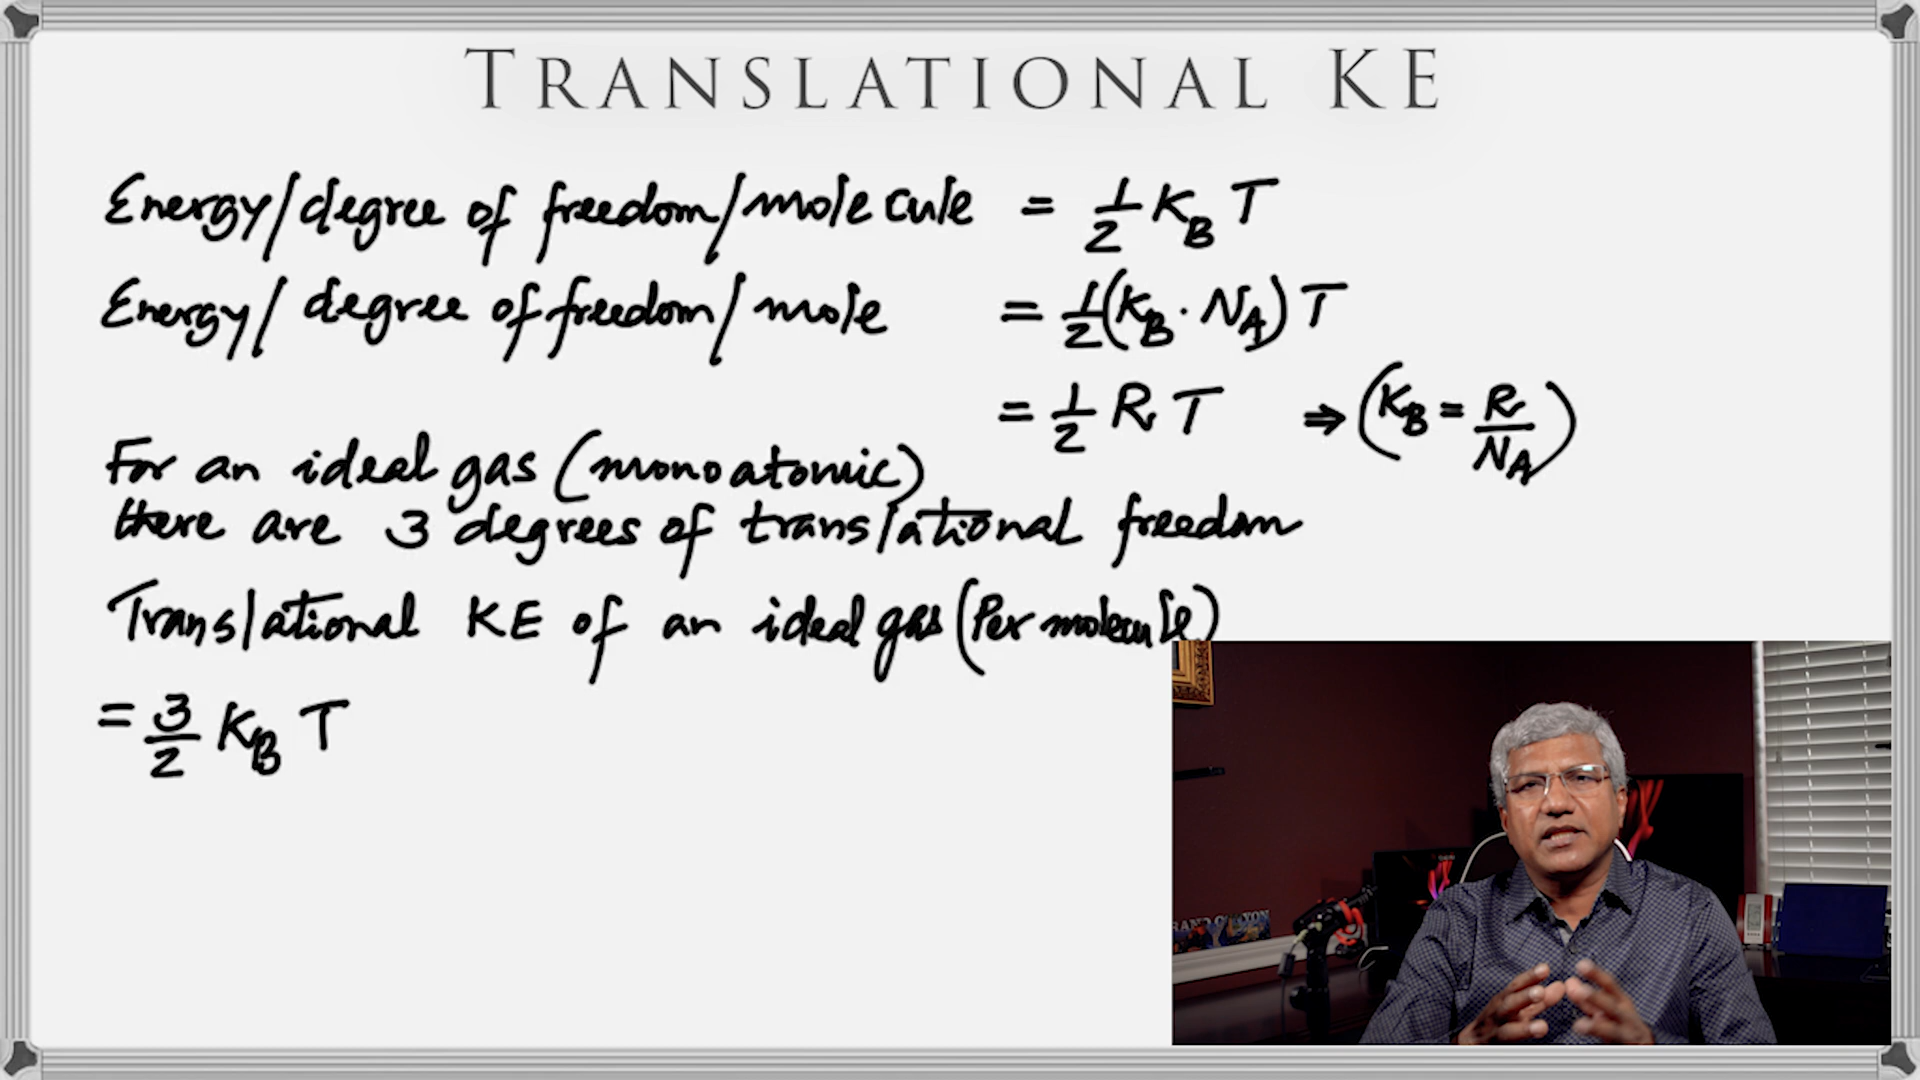 TRANSLATIONAL KE
Energy/degree of freedom/molecule = 1/2 K_B T
Energy/degree of freedom/mole = 1/2 (K_B · N_A) T
= 1/2 R T ⇒ (K_B = R/N_A)
For an ideal gas (monoatomic)
there are 3 degrees of translational freedom
Translational KE of an ideal gas (Per molecule)
= 3/2 K_B T